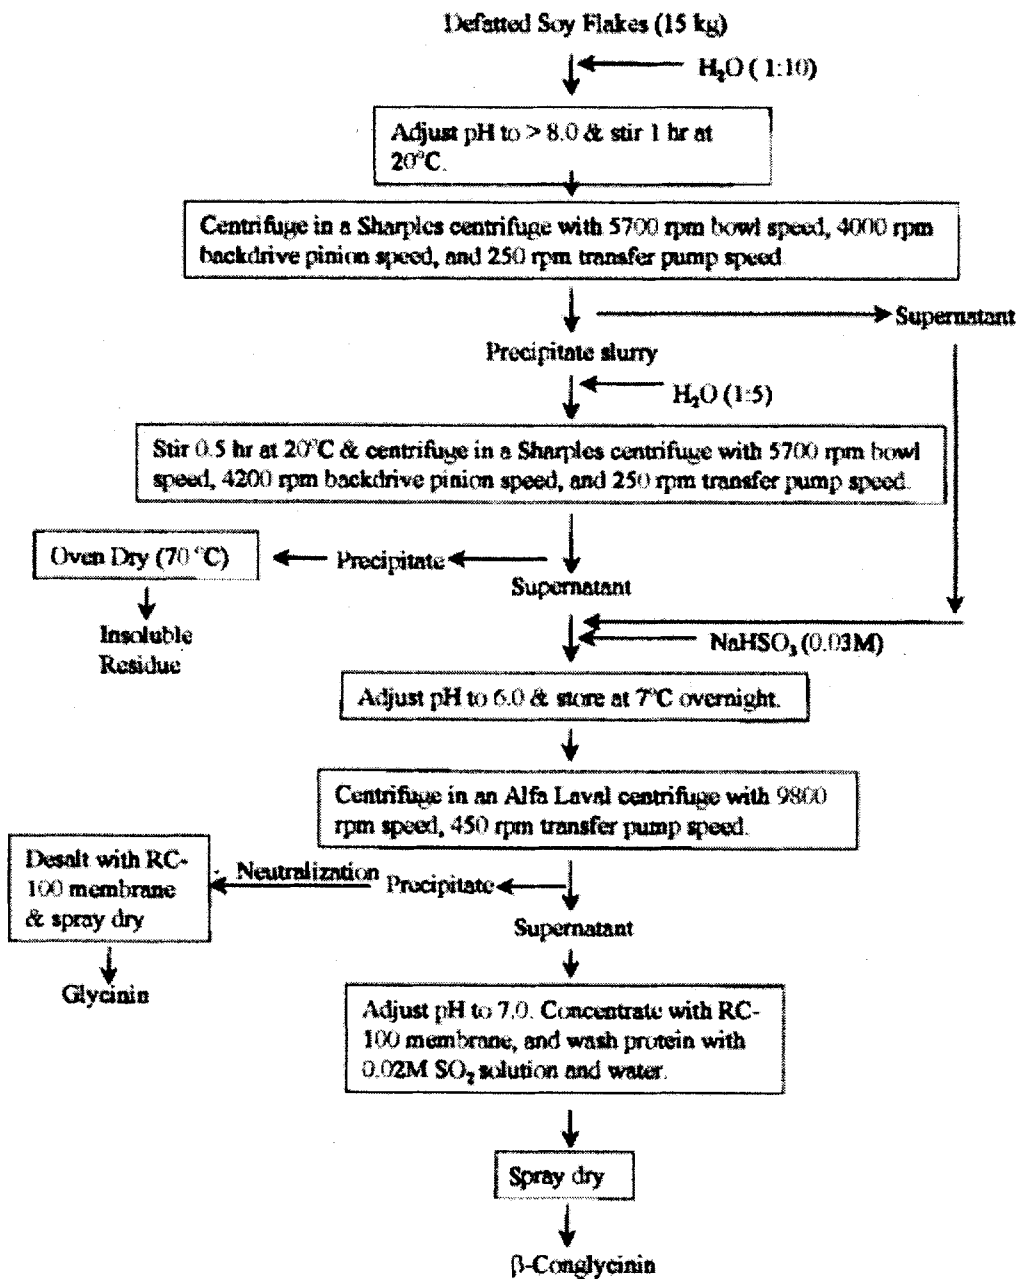 Defatted Soy Flakes (15 kg)
H₂O ( 1:10)
Adjust pH to > 8.0 & stir 1 hr at
20°C.
Centrifuge in a Sharples centrifuge with 5700 rpm bowl speed, 4000 rpm
backdrive pinion speed, and 250 rpm transfer pump speed
Supernatant
Precipitate slurry
H₂O (1:5)
Stir 0.5 hr at 20°C & centrifuge in a Sharples centrifuge with 5700 rpm bowl
speed, 4200 rpm backdrive pinion speed, and 250 rpm transfer pump speed.
Oven Dry (70 °C)
Precipitate
Supernatant
Insoluble
Residue
NaHSO₃ (0.03M)
Adjust pH to 6.0 & store at 7°C overnight.
Centrifuge in an Alfa Laval centrifuge with 9800
rpm speed, 450 rpm transfer pump speed.
Desalt with RC-
100 membrane
& spray dry
Neutralization
Precipitate
Supernatant
Glycinin
Adjust pH to 7.0. Concentrate with RC-
100 membrane, and wash protein with
0.02M SO₂ solution and water.
Spray dry
β-Conglycinin